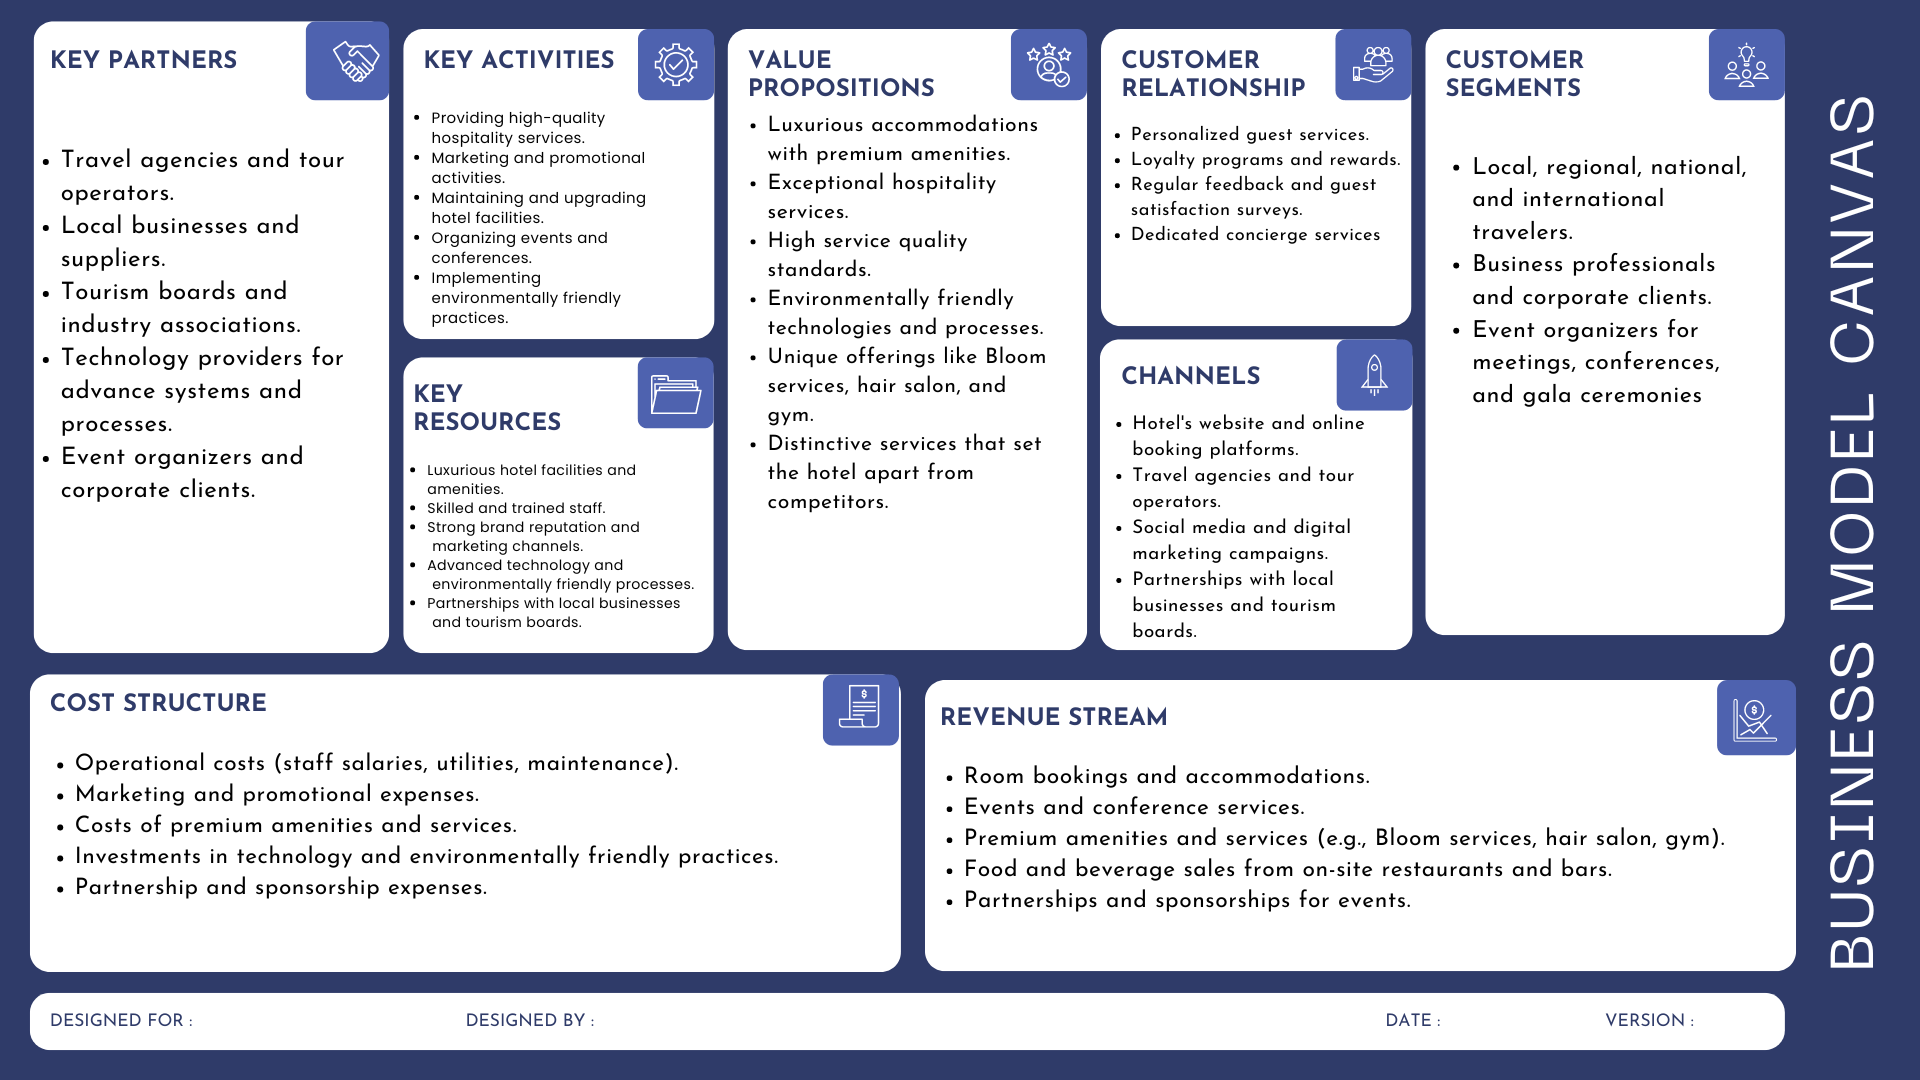 KEY PARTNERS
• Travel agencies and tour
operators.
• Local businesses and
suppliers.
• Tourism boards and
industry associations.
• Technology providers for
advance systems and
processes.
• Event organizers and
corporate clients.
KEY ACTIVITIES
• Providing high-quality
hospitality services.
• Marketing and promotional
activities.
• Maintaining and upgrading
hotel facilities.
• Organizing events and
conferences.
• Implementing
environmentally friendly
practices.
KEY
RESOURCES
• Luxurious hotel facilities and
amenities.
• Skilled and trained staff.
• Strong brand reputation and
marketing channels.
• Advanced technology and
environmentally friendly processes.
• Partnerships with local businesses
and tourism boards.
VALUE
PROPOSITIONS
• Luxurious accommodations
with premium amenities.
• Exceptional hospitality
services.
• High service quality
standards.
• Environmentally friendly
technologies and processes.
• Unique offerings like Bloom
services, hair salon, and
gym.
• Distinctive services that set
the hotel apart from
competitors.
CUSTOMER
RELATIONSHIP
• Personalized guest services.
• Loyalty programs and rewards.
• Regular feedback and guest
satisfaction surveys.
• Dedicated concierge services
CHANNELS
• Hotel's website and online
booking platforms.
• Travel agencies and tour
operators.
• Social media and digital
marketing campaigns.
• Partnerships with local
businesses and tourism
boards.
CUSTOMER
SEGMENTS
• Local, regional, national,
and international
travelers.
• Business professionals
and corporate clients.
• Event organizers for
meetings, conferences,
and gala ceremonies
COST STRUCTURE
$
• Operational costs (staff salaries, utilities, maintenance).
• Marketing and promotional expenses.
• Costs of premium amenities and services.
• Investments in technology and environmentally friendly practices.
• Partnership and sponsorship expenses.
REVENUE STREAM
$
• Room bookings and accommodations.
• Events and conference services.
• Premium amenities and services (e.g., Bloom services, hair salon, gym).
• Food and beverage sales from on-site restaurants and bars.
• Partnerships and sponsorships for events.
DESIGNED FOR :
DESIGNED BY :
DATE :
VERSION :
BUSINESS MODEL CANVAS